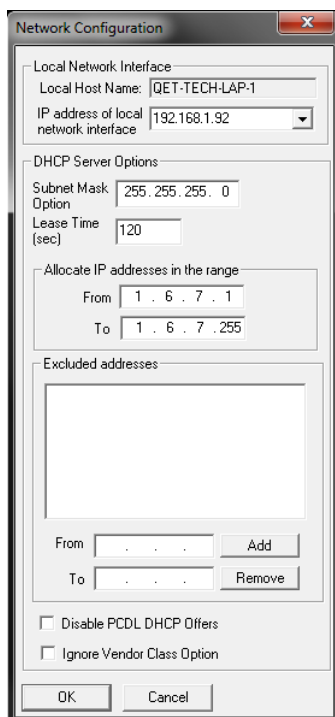 Network Configuration
x
Local Network Interface
Local Host Name: QET-TECH-LAP-1
IP address of local
network interface 192.168.1.92
DHCP Server Options
Subnet Mask
Option 255.255.255. 0
Lease Time
(sec) 120
Allocate IP addresses in the range
From 1 . 6 . 7 . 1
To 1 . 6 . 7 .255
Excluded addresses
From . . . Add
To . . . Remove
Disable PCDL DHCP Offers
Ignore Vendor Class Option
OK Cancel